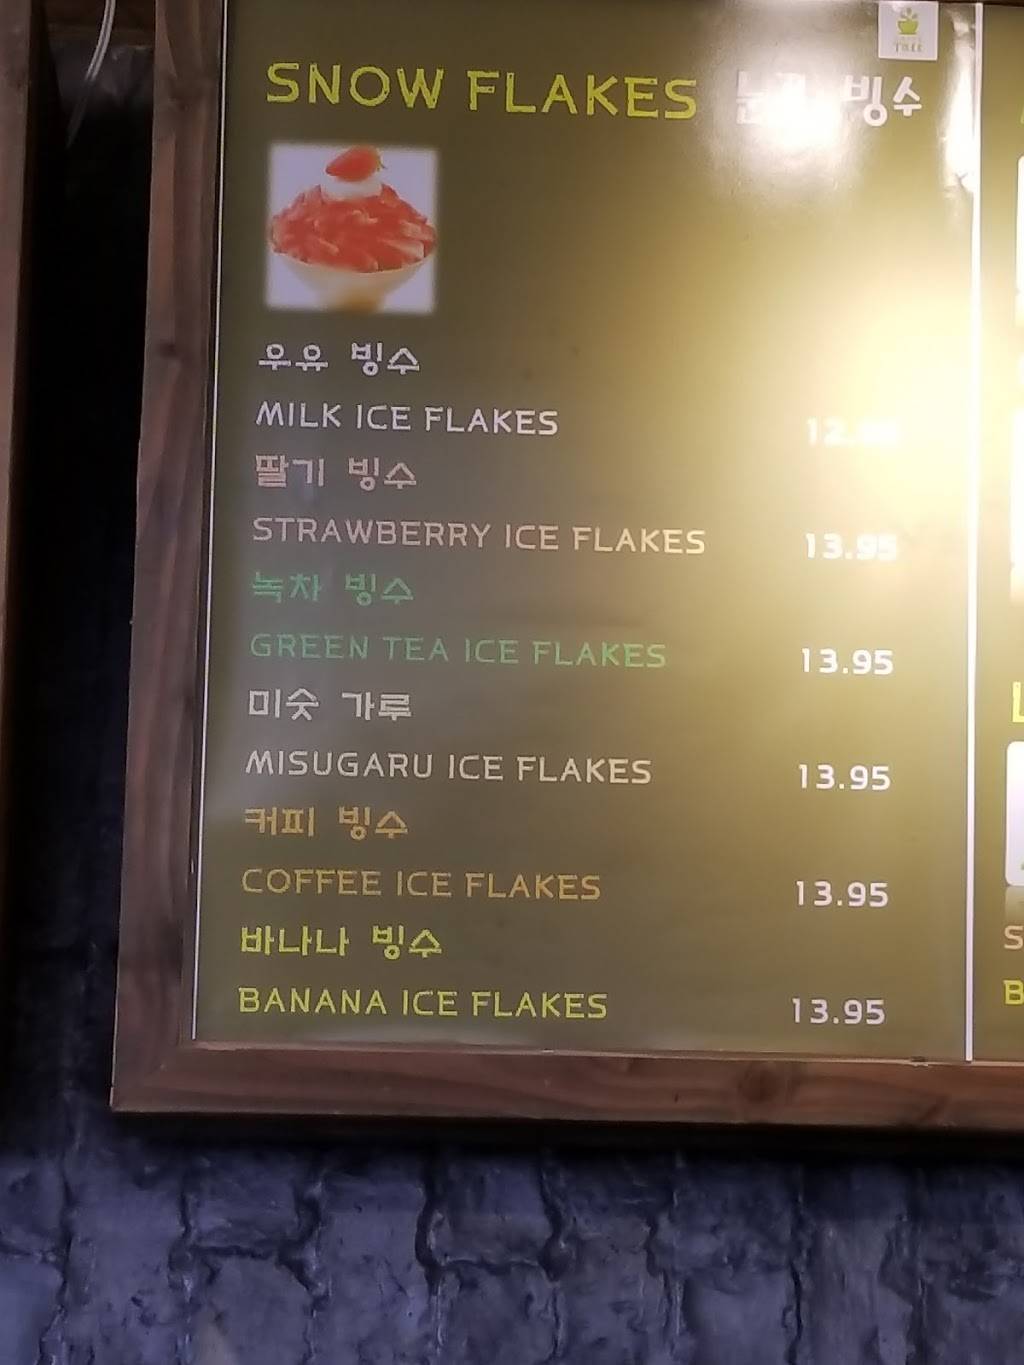 SNOW FLAKES 빙수
우유 빙수
MILK ICE FLAKES
딸기 빙수
STRAWBERRY ICE FLAKES 13.95
녹차 빙수
GREEN TEA ICE FLAKES 13.95
미숫 가루
MISUGARU ICE FLAKES 13.95
커피 빙수
COFFEE ICE FLAKES 13.95
바나나 빙수
BANANA ICE FLAKES 13.95